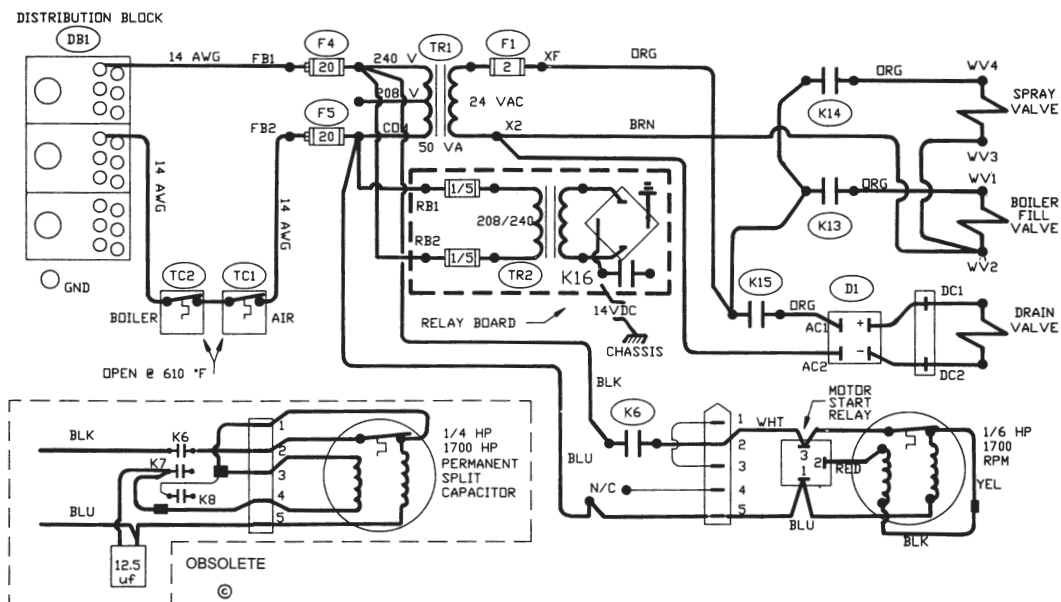 DISTRIBUTION BLOCK
DB1
14 AWG
FB1
F4
20
240 V
TR1
F1
2
XF
ORG
208 V
24 VAC
FB2
F5
20
COM
50 VA
X2
BRN
K14
ORG
WV4
SPRAY
VALVE
WV3
WV1
K13
ORG
BOILER
FILL
VALVE
WV2
14 AWG
14 AWG
GND
TC2
TC1
BOILER
AIR
OPEN @ 610 °F
1/5
RB1
208/240
RB2
1/5
TR2
K16
RELAY BOARD
14VDC
CHASSIS
K15
ORG
D1
AC1
+
AC2
-
DC1
DC2
DRAIN
VALVE
BLK
K6
BLU
N/C
1
2
3
4
5
WHT
MOTOR
START
RELAY
3
2
1
RED
BLU
1/6 HP
1700
RPM
YEL
BLK
BLK
K6
K7
K8
BLU
1
2
3
4
5
1/4 HP
1700 HP
PERMANENT
SPLIT
CAPACITOR
12.5
uf
OBSOLETE
©